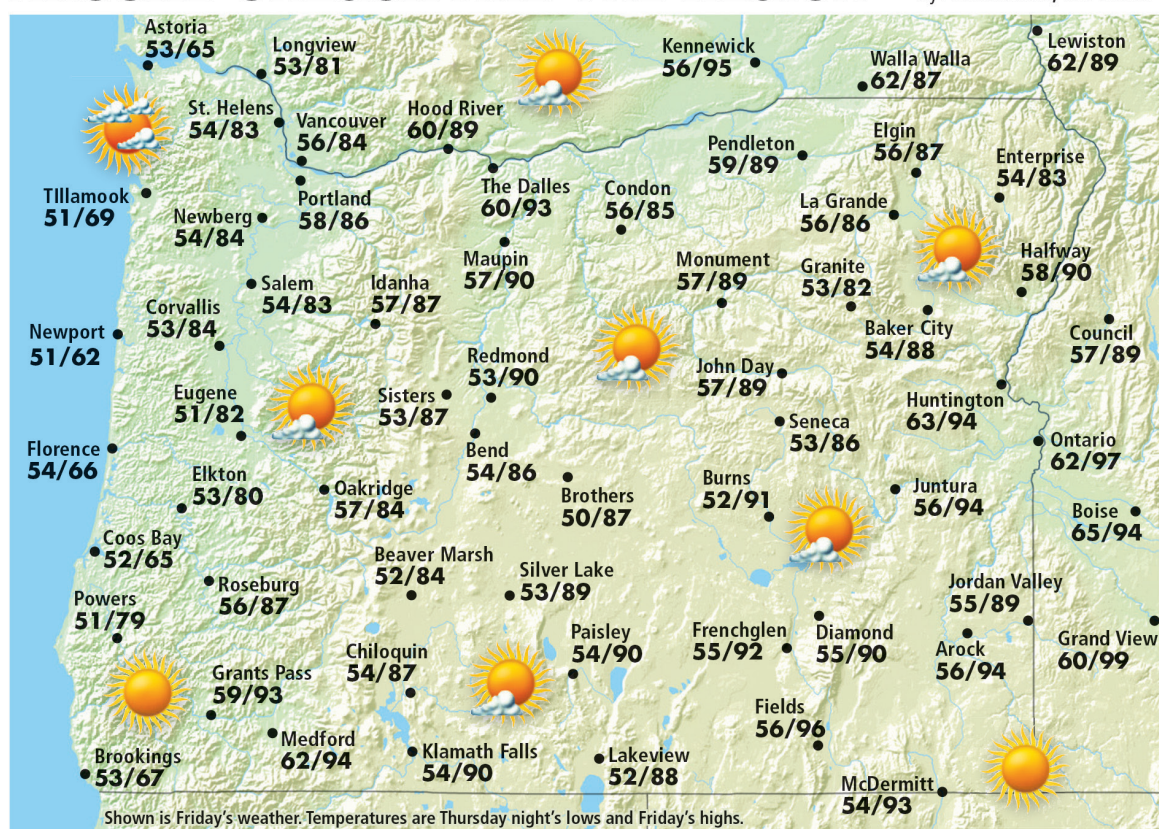 Astoria
53/65
Longview
53/81
Kennewick
56/95
Walla Walla
62/87
Lewiston
62/89
St. Helens
54/83
Vancouver
56/84
Hood River
60/89
Pendleton
59/89
Elgin
56/87
Enterprise
54/83
TIllamook
51/69
Newberg
54/84
Portland
58/86
The Dalles
60/93
Condon
56/85
La Grande
56/86
Maupin
57/90
Monument
57/89
Granite
53/82
Halfway
58/90
Salem
54/83
Idanha
57/87
Corvallis
53/84
Newport
51/62
Baker City
54/88
Council
57/89
Redmond
53/90
John Day
57/89
Eugene
51/82
Sisters
53/87
Huntington
63/94
Seneca
53/86
Florence
54/66
Bend
54/86
Ontario
62/97
Elkton
53/80
Oakridge
57/84
Brothers
50/87
Burns
52/91
Juntura
56/94
Boise
65/94
Coos Bay
52/65
Beaver Marsh
52/84
Silver Lake
53/89
Roseburg
56/87
Jordan Valley
55/89
Powers
51/79
Paisley
54/90
Frenchglen
55/92
Diamond
55/90
Arock
56/94
Grand View
60/99
Chiloquin
54/87
Grants Pass
59/93
Fields
56/96
Medford
62/94
Klamath Falls
54/90
Lakeview
52/88
Brookings
53/67
McDermitt
54/93
Shown is Friday's weather. Temperatures are Thursday night's lows and Friday's highs.